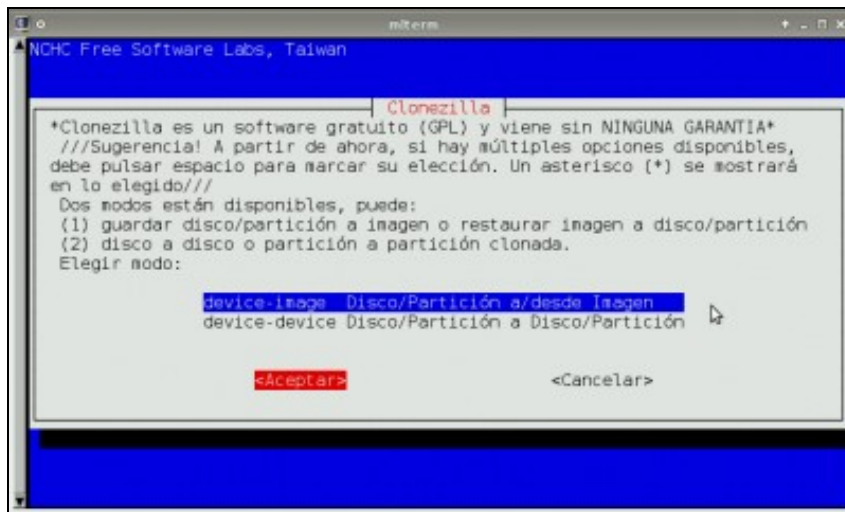 mlterm
NCHC Free Software Labs, Taiwan
Clonezilla
*Clonezilla es un software gratuito (GPL) y viene sin NINGUNA GARANTIA*
///Sugerencia! A partir de ahora, si hay múltiples opciones disponibles,
debe pulsar espacio para marcar su elección. Un asterisco (*) se mostrará
en lo elegido///
Dos modos están disponibles, puede:
(1) guardar disco/partición a imagen o restaurar imagen a disco/partición
(2) disco a disco o partición a partición clonada.
Elegir modo:
device-image Disco/Partición a/desde Imagen
device-device Disco/Partición a Disco/Partición
<Aceptar> <Cancelar>